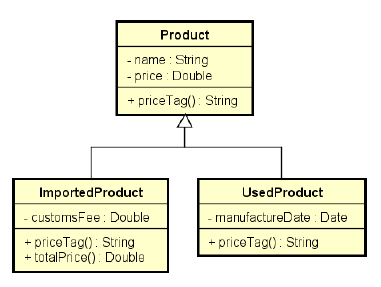 Product
- name : String
- price : Double
+ priceTag() : String
ImportedProduct
- customsFee : Double
+ priceTag() : String
+ totalPrice() : Double
UsedProduct
- manufactureDate : Date
+ priceTag() : String